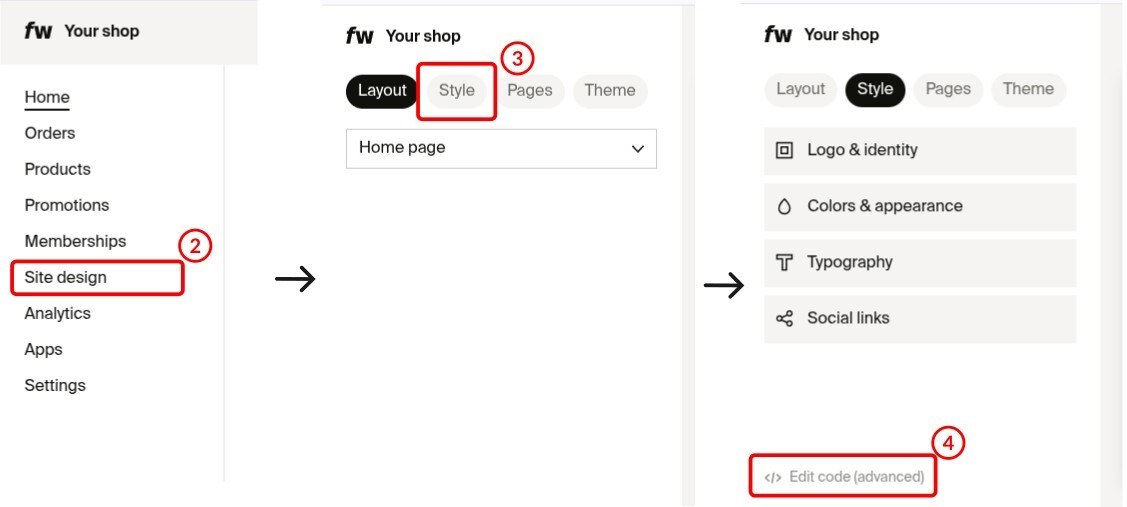 fw Your shop
Home
Orders
Products
Promotions
Memberships
2
Site design
Analytics
Apps
Settings
fw Your shop
3
Layout Style Pages Theme
Home page
fw Your shop
Layout Style Pages Theme
Logo & identity
Colors & appearance
Typography
Social links
4
</> Edit code (advanced)